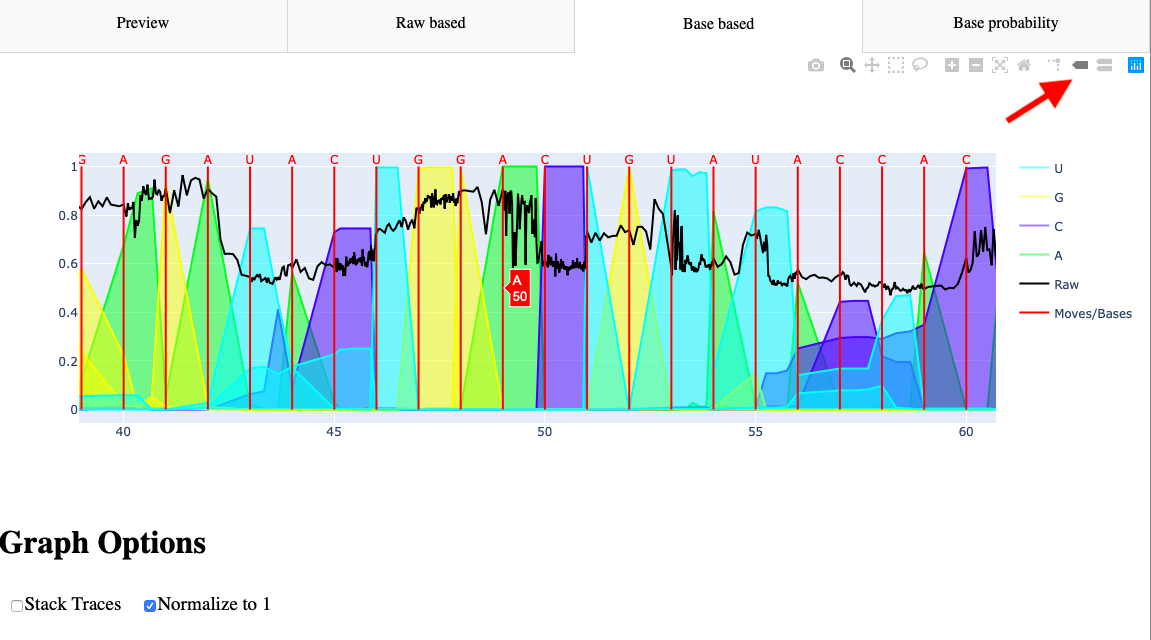 Preview Raw based Base based Base probability
G A G A U A C U G G A C U G U A U A C C A C
1
0.8
0.6
0.4
0.2
0
40 45 50 55 60
A
50
U
G
C
A
Raw
Moves/Bases
Graph Options
Stack Traces Normalize to 1